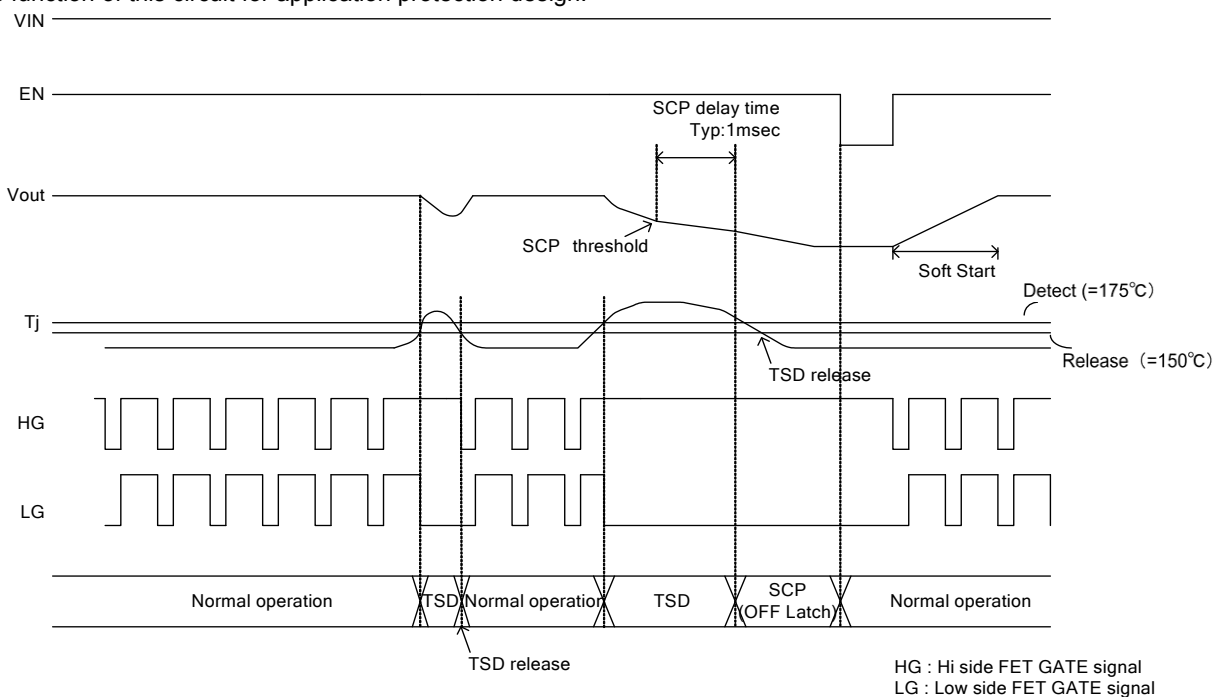 function of this circuit for application protection design.
VIN
EN
SCP delay time
Typ:1msec
Vout
SCP threshold
Soft Start
Detect (=175℃)
Tj
Release (=150℃)
TSD release
HG
LG
Normal operation
TSD
Normal operation
TSD
SCP
(OFF Latch)
Normal operation
TSD release
HG : Hi side FET GATE signal
LG : Low side FET GATE signal